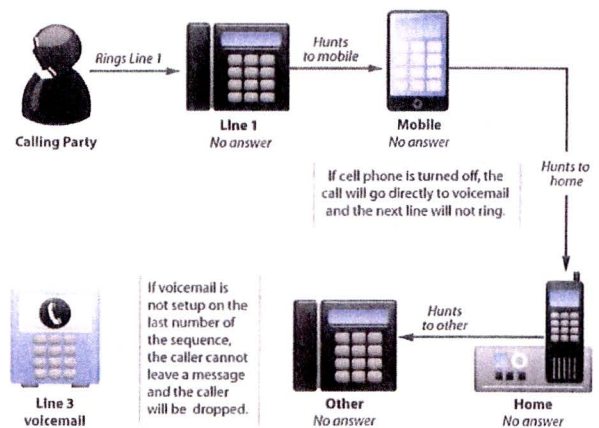 Rings Line 1
Hunts
to mobile
Calling Party
Line 1
No answer
Mobile
No answer
If cell phone is turned off, the
call will go directly to voicemail
and the next line will not ring.
Hunts to
home
If voicemail is
not setup on the
last number of
the sequence,
the caller cannot
leave a message
and the caller
will be dropped.
Hunts
to other
Line 3
voicemail
Other
No answer
Home
No answer